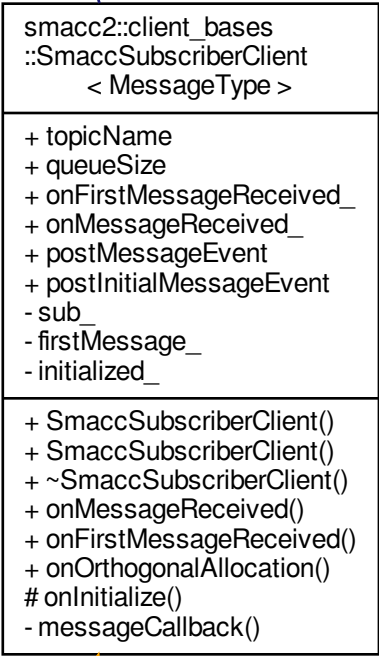 smacc2::client_bases
::SmaccSubscriberClient
< MessageType >
+ topicName
+ queueSize
+ onFirstMessageReceived_
+ onMessageReceived_
+ postMessageEvent
+ postInitialMessageEvent
- sub_
- firstMessage_
- initialized_
+ SmaccSubscriberClient()
+ SmaccSubscriberClient()
+ ~SmaccSubscriberClient()
+ onMessageReceived()
+ onFirstMessageReceived()
+ onOrthogonalAllocation()
# onInitialize()
- messageCallback()